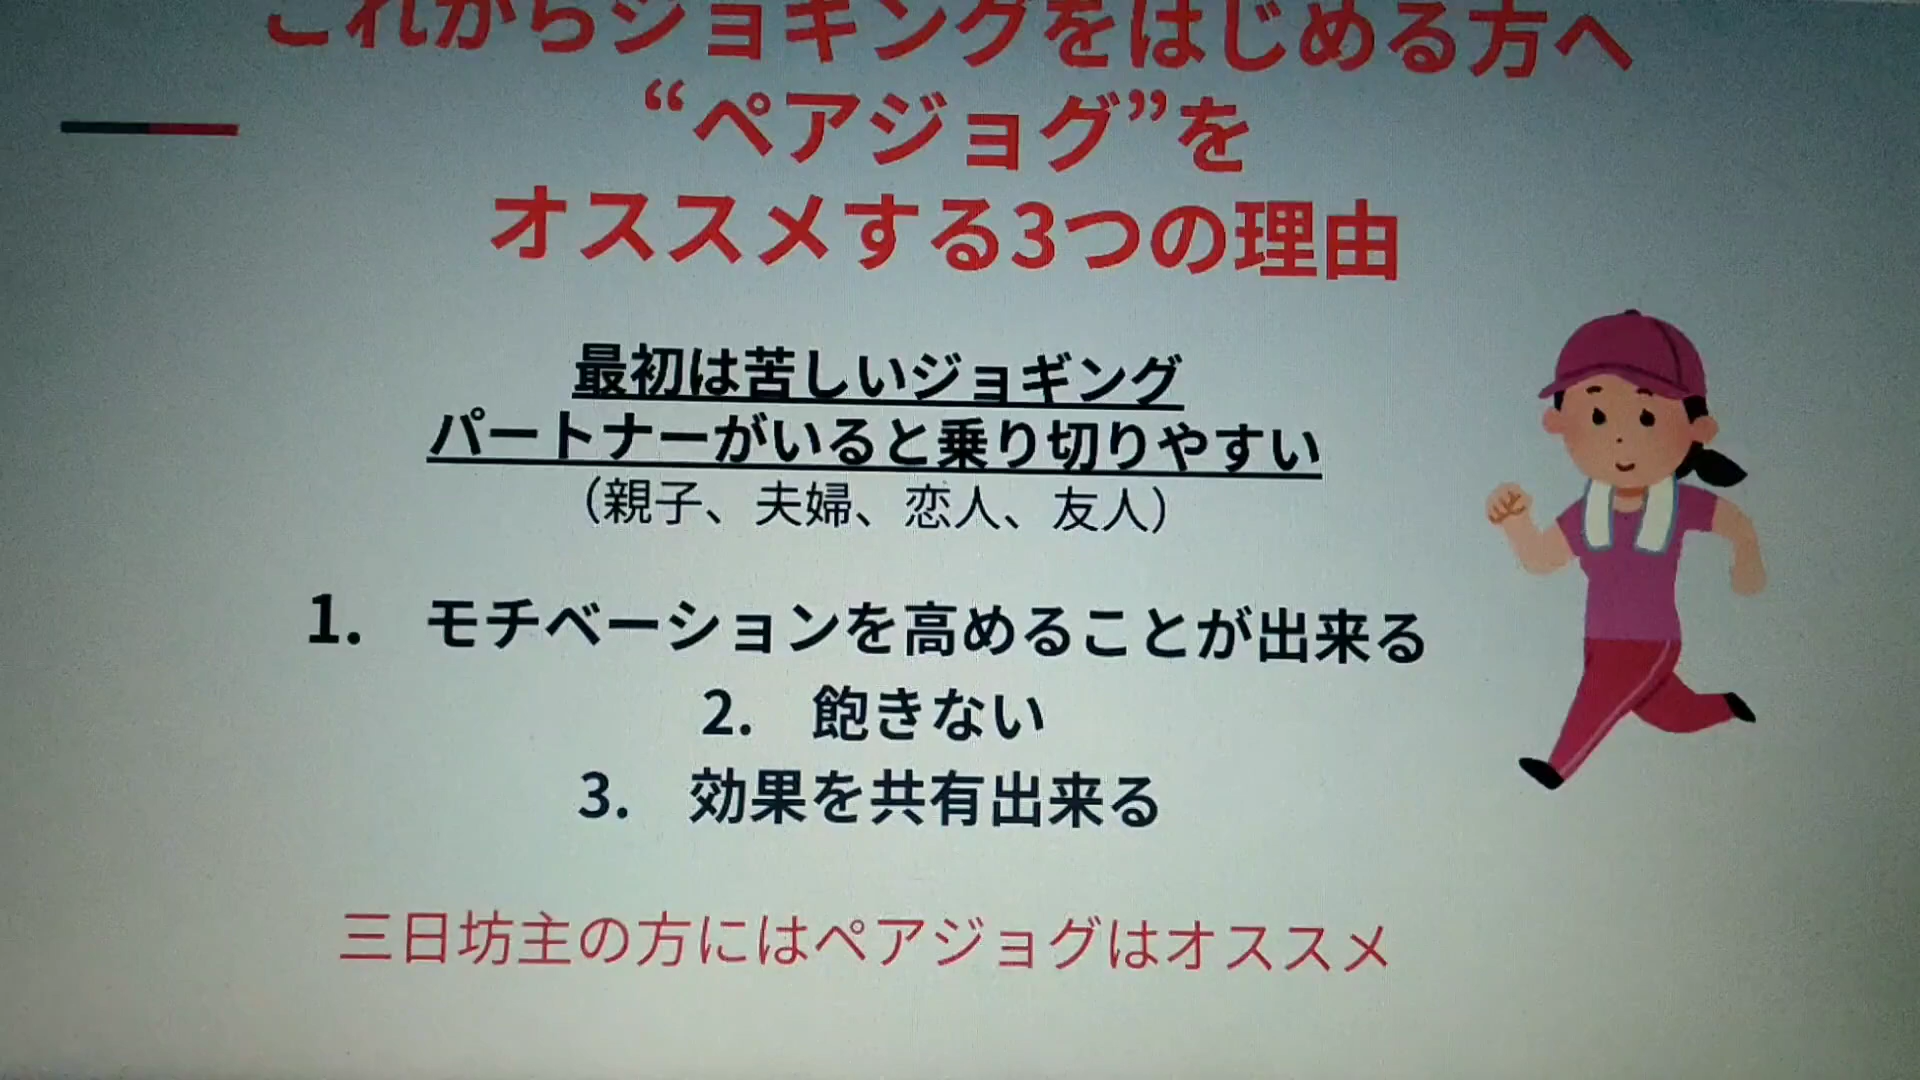 これからジョギングをはじめる方へ
“ペアジョグ”を
オススメする3つの理由
最初は苦しいジョギング
パートナーがいると乗り切りやすい
（親子、夫婦、恋人、友人）
1. モチベーションを高めることが出来る
2. 飽きない
3. 効果を共有出来る
三日坊主の方にはペアジョグはオススメ